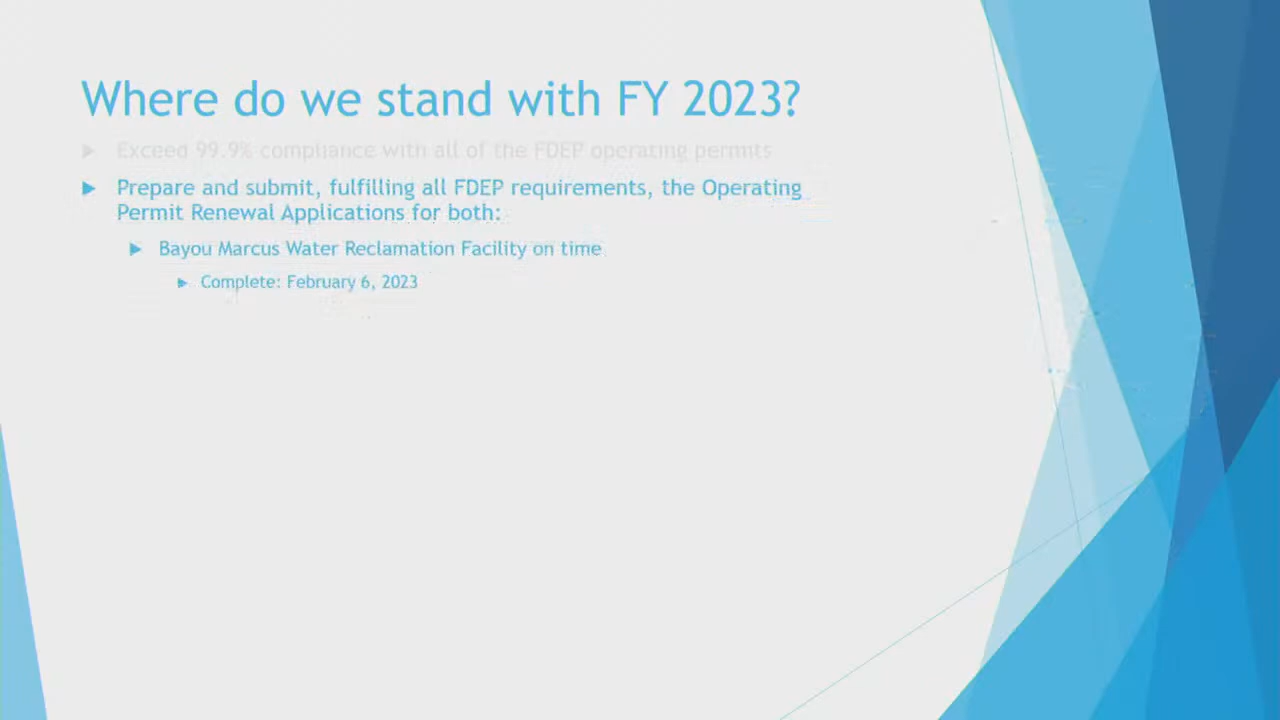 Where do we stand with FY 2023?
Exceed 99.9% compliance with all of the FDEP operating permits
Prepare and submit, fulfilling all FDEP requirements, the Operating
Permit Renewal Applications for both:
Bayou Marcus Water Reclamation Facility on time
Complete: February 6, 2023